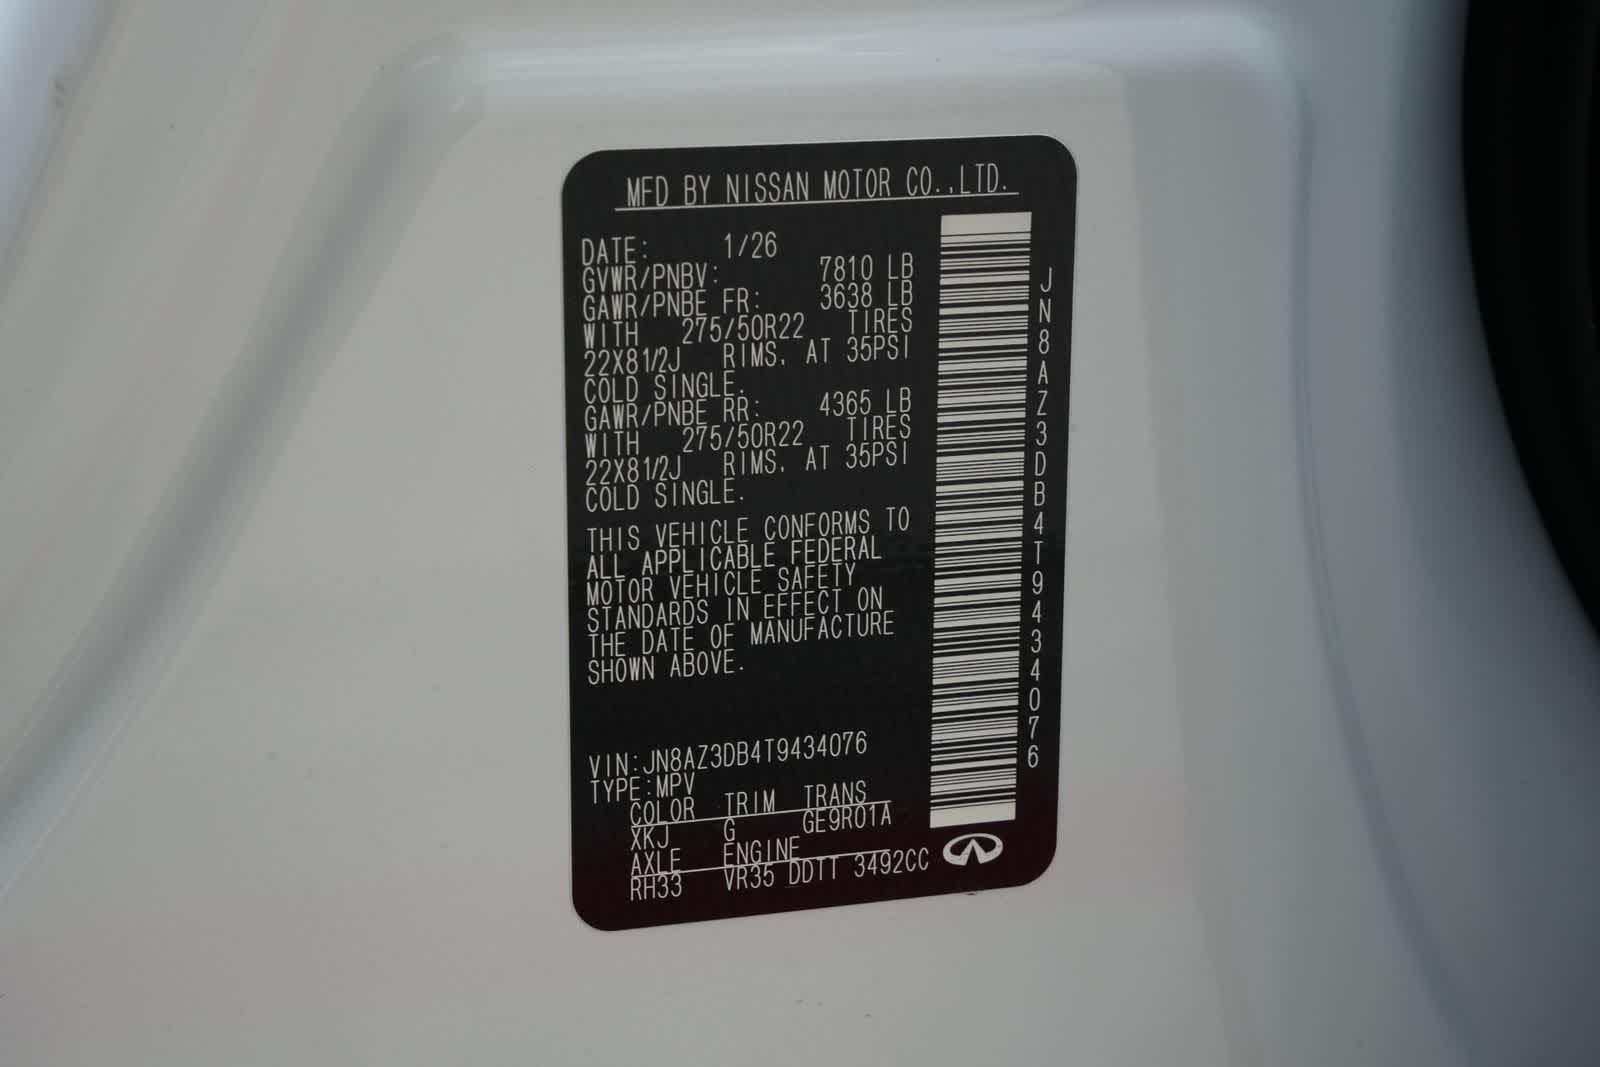 MFD BY NISSAN MOTOR CO.,LTD.
DATE: 1/26
GVWR/PNBV: 7810 LB
GAWR/PNBE FR: 3638 LB
WITH 275/50R22 TIRES
22X81/2J RIMS, AT 35PSI
COLD SINGLE.
GAWR/PNBE RR: 4365 LB
WITH 275/50R22 TIRES
22X81/2J RIMS, AT 35PSI
COLD SINGLE.
THIS VEHICLE CONFORMS TO
ALL APPLICABLE FEDERAL
MOTOR VEHICLE SAFETY
STANDARDS IN EFFECT ON
THE DATE OF MANUFACTURE
SHOWN ABOVE.
VIN:JN8AZ3DB4T9434076
TYPE:MPV
COLOR TRIM TRANS
XKJ G GE9R01A
AXLE ENGINE
RH33 VR35 DDTT 3492CC
JN8AZ3DB4T9434076